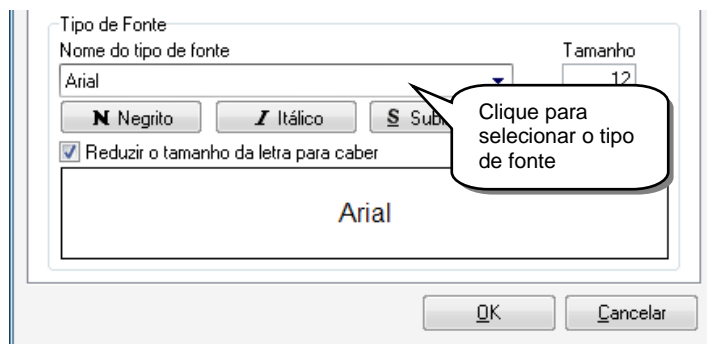 Tipo de Fonte
Nome do tipo de fonte Tamanho
Arial 12
N Negrito I Itálico S
Clique para
selecionar o tipo
de fonte
Reduzir o tamanho da letra para caber
Arial
OK Cancelar